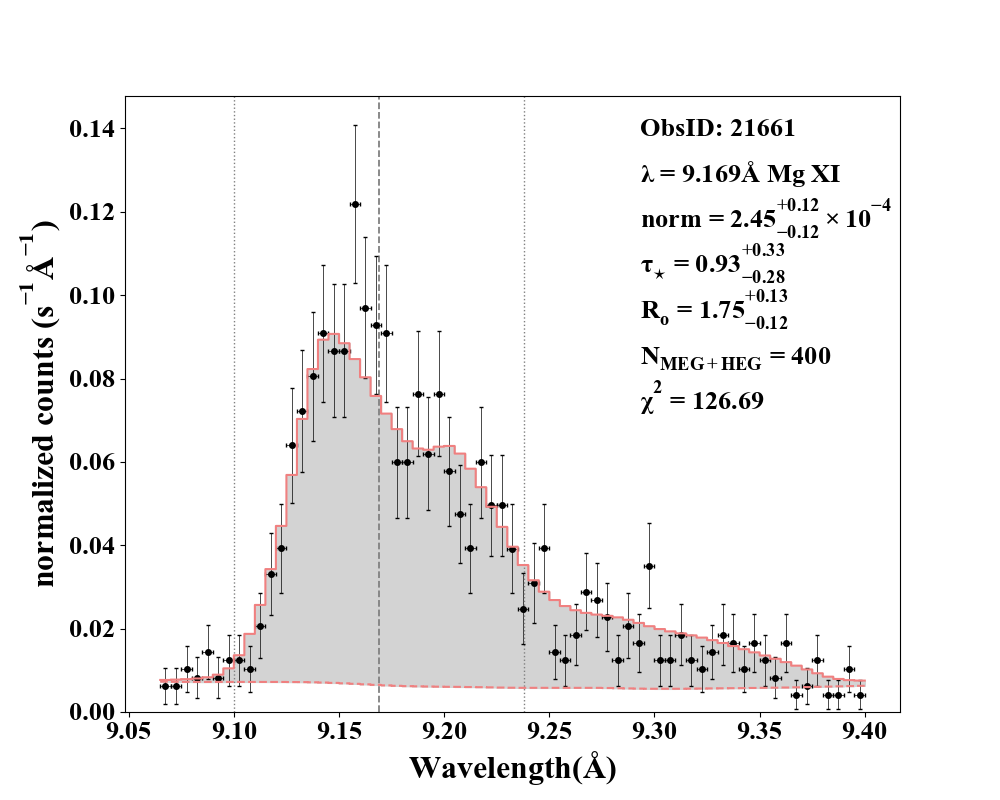 ObsID: 21661
λ = 9.169Å Mg XI
norm = 2.45 +0.12 −0.12 × 10−4
τ⋆ = 0.93 +0.33 −0.28
Ro = 1.75 +0.13 −0.12
NMEG+HEG = 400
χ2 = 126.69
normalized counts (s−1 Å−1)
0.14
0.12
0.10
0.08
0.06
0.04
0.02
0.00
9.05 9.10 9.15 9.20 9.25 9.30 9.35 9.40
Wavelength(Å)